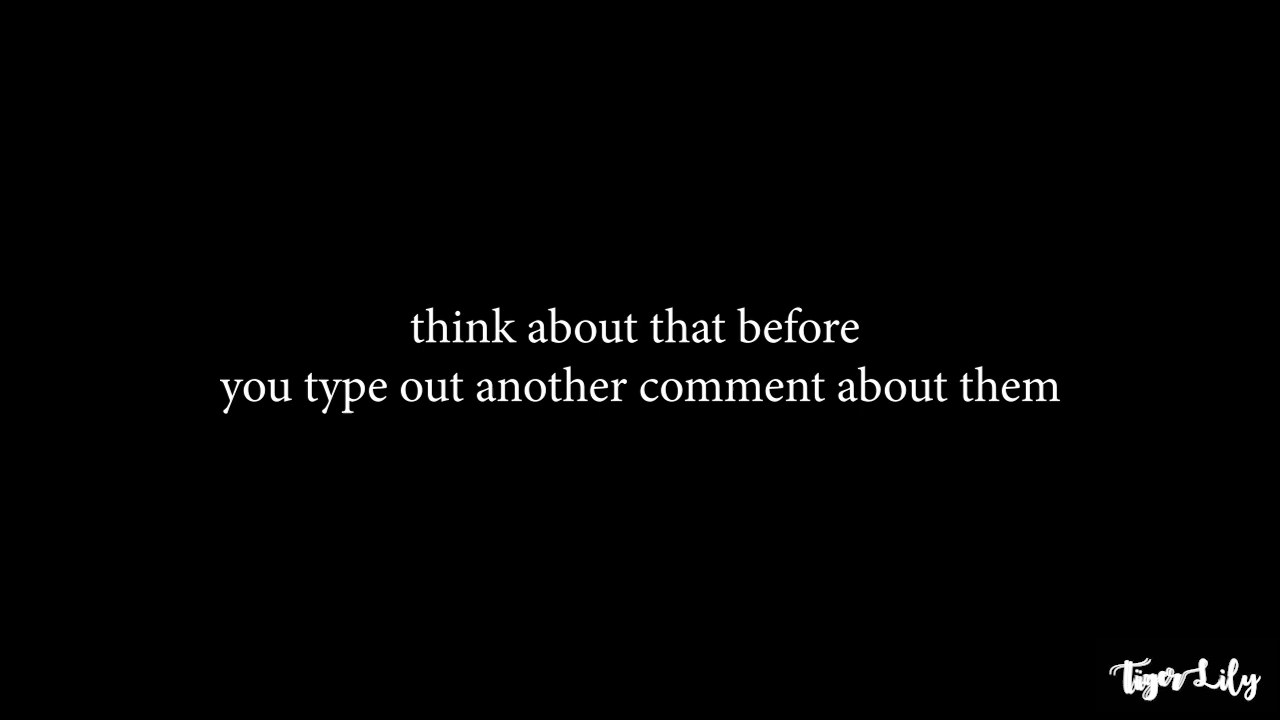 think about that before
you type out another comment about them
Tiger Lily